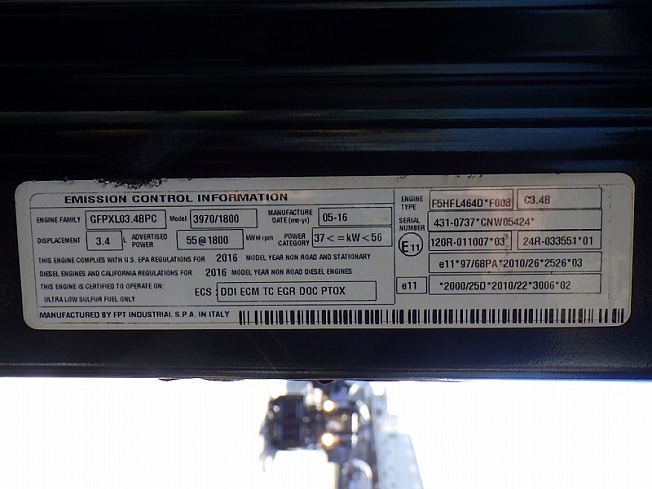 EMISSION CONTROL INFORMATION
ENGINE FAMILY GFPXL03.4BPC Model 3970/1800 MANUFACTURE DATE (mo-yr) 05-16
DISPLACEMENT 3.4 L ADVERTISED POWER 55@1800 kWM rpm POWER CATEGORY 37<=kW<56
THIS ENGINE COMPLIES WITH U.S. EPA REGULATIONS FOR 2016 MODEL YEAR NON ROAD AND STATIONARY
DIESEL ENGINES AND CALIFORNIA REGULATIONS FOR 2016 MODEL YEAR NON ROAD DIESEL ENGINES
THIS ENGINE IS CERTIFIED TO OPERATE ON:
ULTRA LOW SULFUR FUEL ONLY
ECS: DDI ECM TC EGR DOC PTOX
MANUFACTURED BY FPT INDUSTRIAL S.P.A. IN ITALY
ENGINE TYPE F5HFL464D*F008 C3.4B
SERIAL NUMBER 431-0737*CNW05424*
E11 120R-011007*03 24R-033551*01
e11*97/68PA*2010/26*2526*03
e11 *2000/25D*2010/22*3006*02